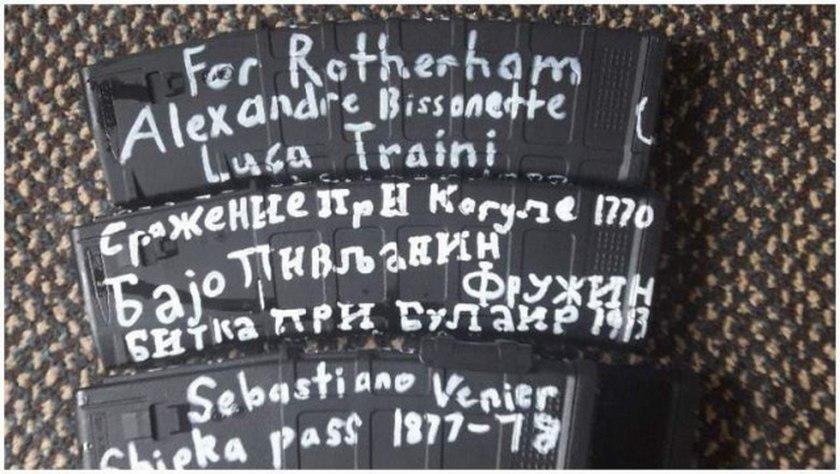 For Rotherham
Alexandre Bissonette
Luca Traini
Сражение при Кагуле 1770
Бајо Пивљанин
Фружин
Битка при Булаир 1913
Sebastiano Venier
Shipka pass 1877-78